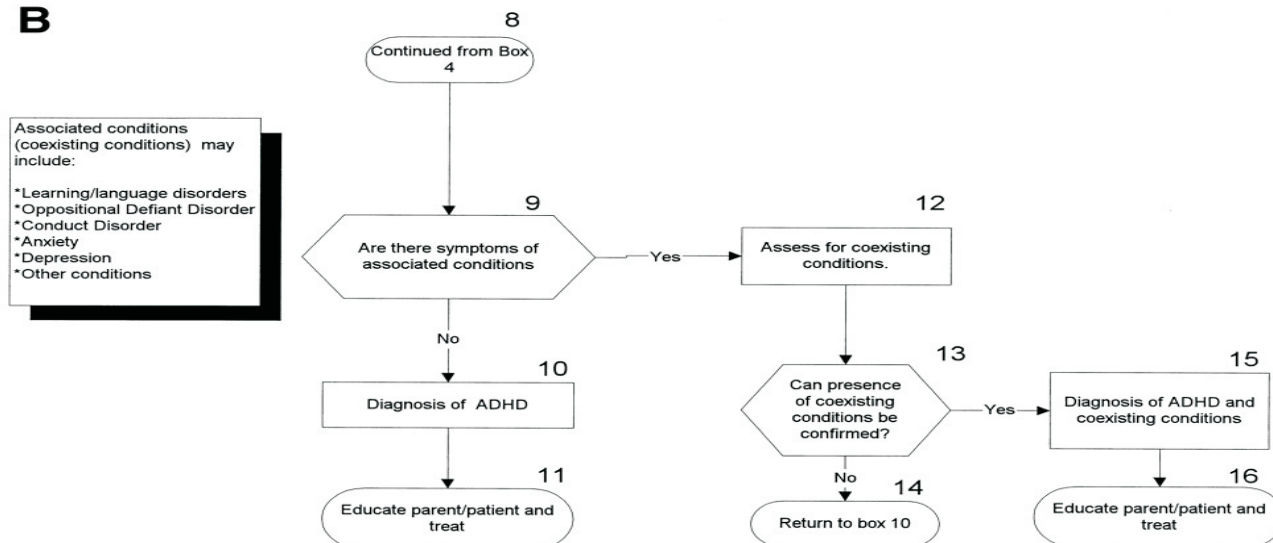 B
8
Continued from Box
4
Associated conditions
(coexisting conditions) may
include:
*Learning/language disorders
*Oppositional Defiant Disorder
*Conduct Disorder
*Anxiety
*Depression
*Other conditions
9
Are there symptoms of
associated conditions
Yes
12
Assess for coexisting
conditions.
No
10
Diagnosis of ADHD
13
Can presence
of coexisting
conditions be
confirmed?
Yes
15
Diagnosis of ADHD and
coexisting conditions
11
Educate parent/patient and
treat
No
14
Return to box 10
16
Educate parent/patient and
treat